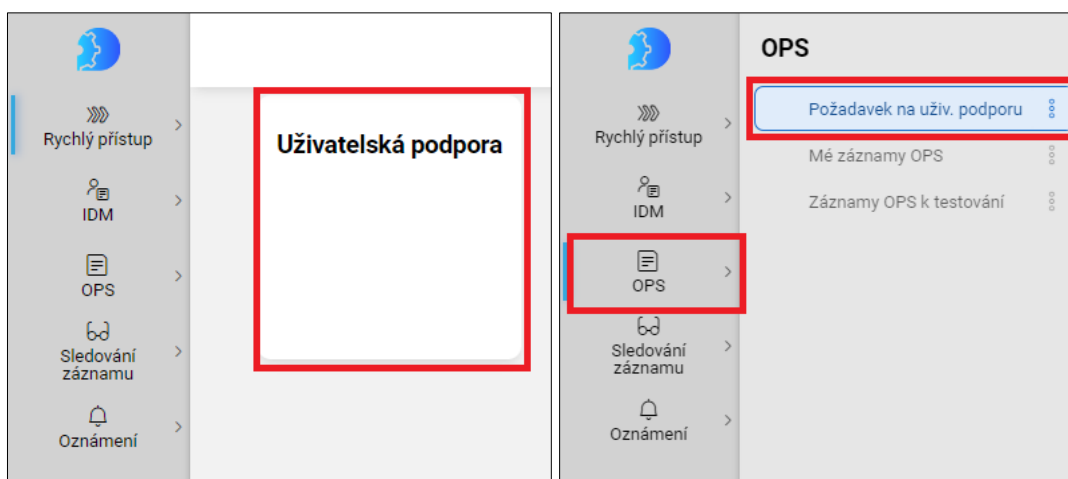 Rychlý přístup
IDM
OPS
Sledování
záznamu
Oznámení
Uživatelská podpora
Rychlý přístup
IDM
OPS
Sledování
záznamu
Oznámení
OPS
Požadavek na uživ. podporu
Mé záznamy OPS
Záznamy OPS k testování